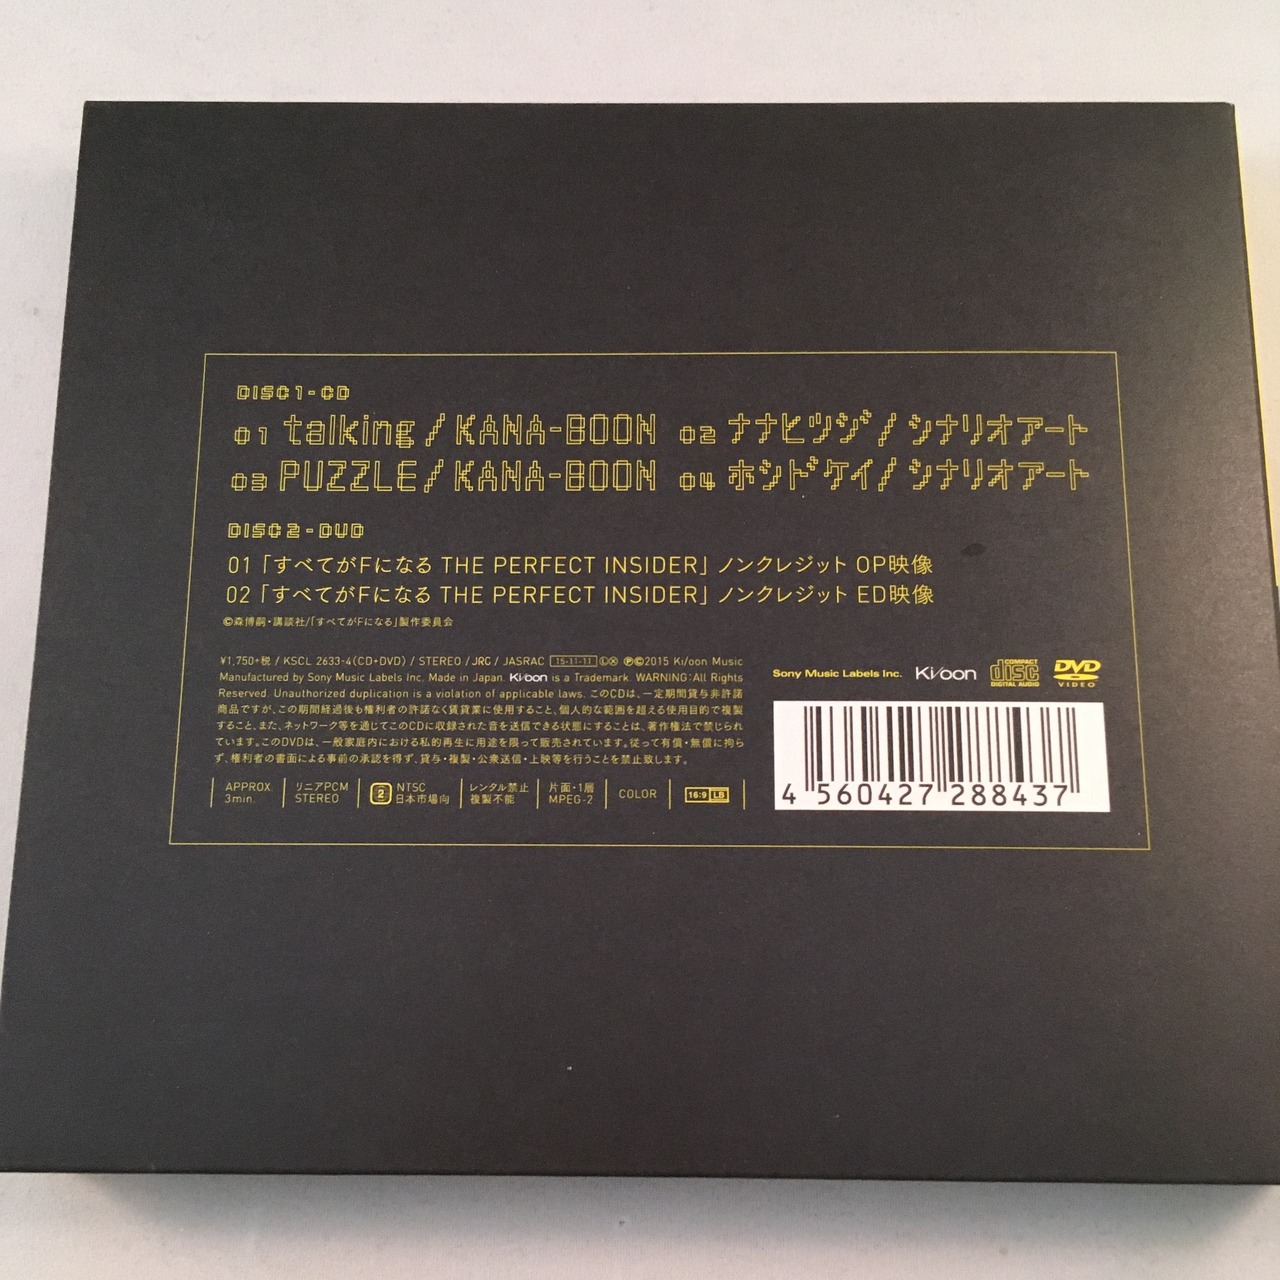 DISC1-CD
01 talking / KANA-BOON 02 ナナヒツジ / シナリオアート
03 PUZZLE / KANA-BOON 04 ホシドケイ / シナリオアート
DISC2-DVD
01「すべてがFになる THE PERFECT INSIDER」ノンクレジット OP映像
02「すべてがFになる THE PERFECT INSIDER」ノンクレジット ED映像
©森博嗣・講談社/「すべてがFになる」製作委員会
¥1,750+税 / KSCL 2633-4(CD+DVD) / STEREO / JRC / JASRAC 15-11-11 Ⓛⓧ ℗©2015 Ki/oon Music
Manufactured by Sony Music Labels Inc. Made in Japan. Ki/oon is a Trademark. WARNING:All Rights
Reserved. Unauthorized duplication is a violation of applicable laws. このCDは、一定期間貸与非許諾
商品ですが、この期間経過後も権利者の許諾なく賃貸業に使用すること、個人的な範囲を超える使用目的で複製
すること、また、ネットワーク等を通じてこのCDに収録された音を送信できる状態にすることは、著作権法で禁じられ
ています。このDVDは、一般家庭内における私的再生に用途を限って販売されています。従って有償・無償に拘ら
ず、権利者の書面による事前の承認を得ず、貸与・複製・公衆送信・上映等を行うことを禁止致します。
APPROX. 3min.
リニアPCM STEREO
2 NTSC 日本市場向
レンタル禁止 複製不能
片面・1層 MPEG-2
COLOR
16:9 LB
Sony Music Labels Inc. Ki/oon COMPACT disc DIGITAL AUDIO DVD VIDEO
4 560427 288437